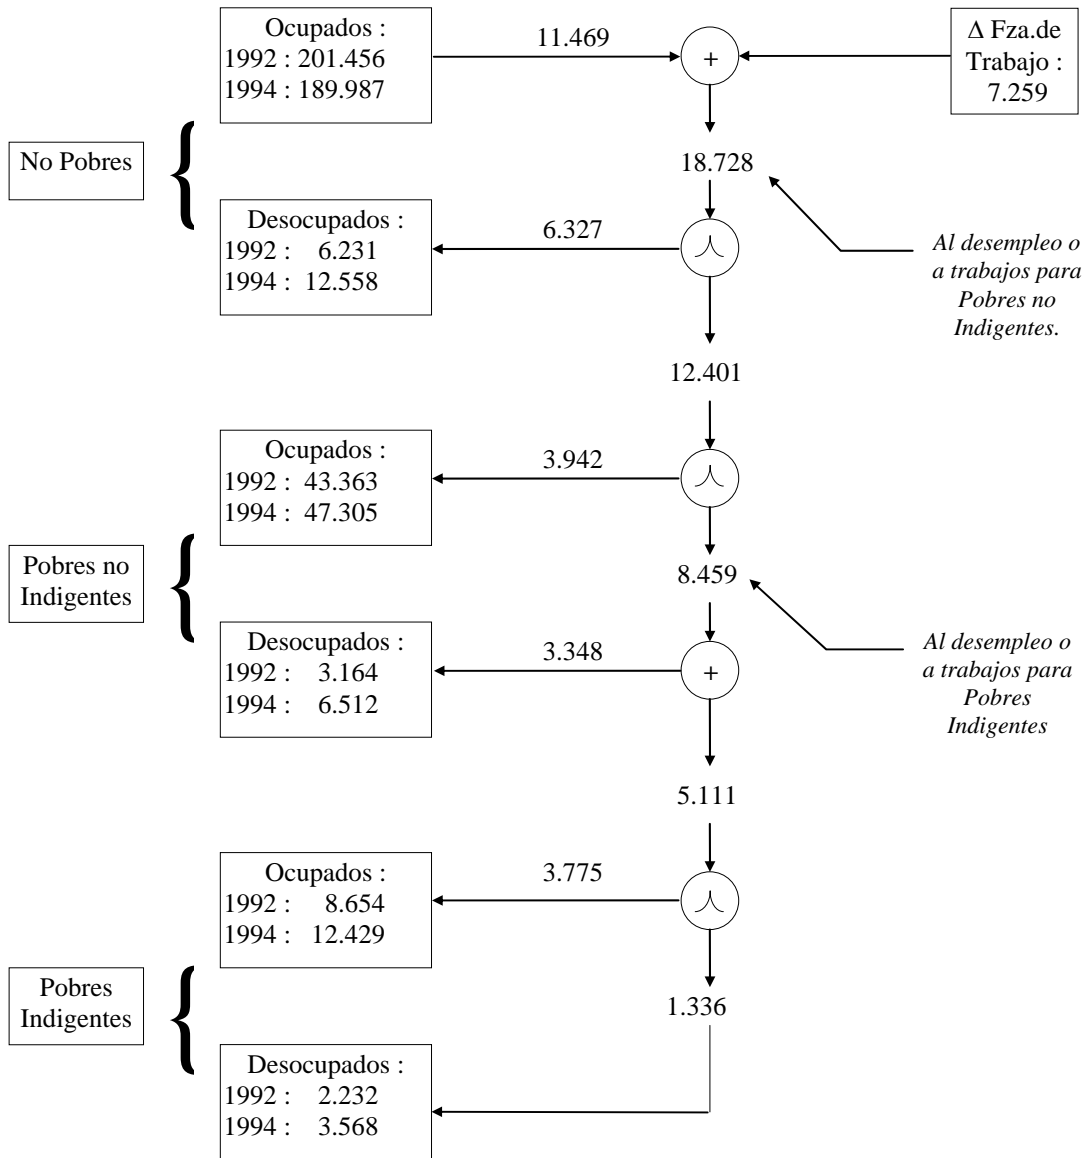 Ocupados :
1992 : 201.456
1994 : 189.987
11.469
+
Δ Fza.de
Trabajo :
7.259
No Pobres
18.728
Desocupados :
1992 : 6.231
1994 : 12.558
6.327
Al desempleo o
a trabajos para
Pobres no
Indigentes.
12.401
Ocupados :
1992 : 43.363
1994 : 47.305
3.942
Pobres no
Indigentes
8.459
Desocupados :
1992 : 3.164
1994 : 6.512
3.348
+
Al desempleo o
a trabajos para
Pobres
Indigentes
5.111
Ocupados :
1992 : 8.654
1994 : 12.429
3.775
Pobres
Indigentes
1.336
Desocupados :
1992 : 2.232
1994 : 3.568